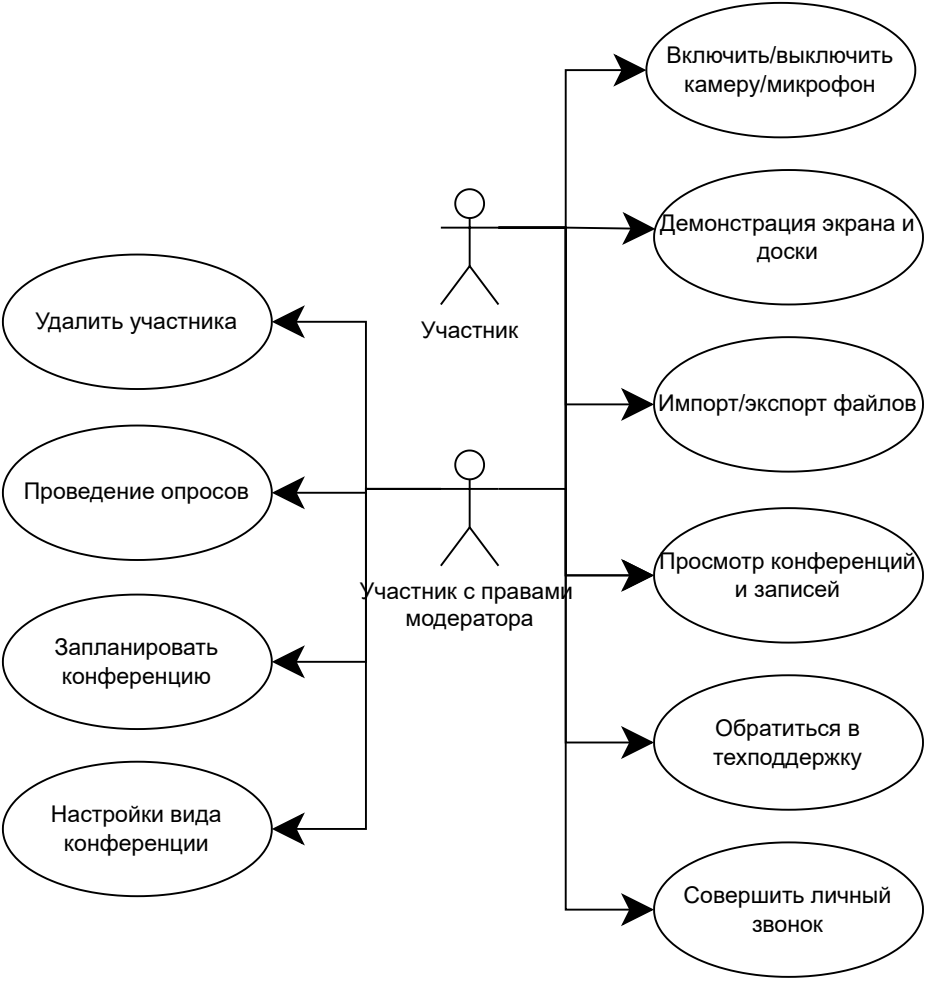 Включить/выключить
камеру/микрофон
Демонстрация экрана и
доски
Участник
Удалить участника
Импорт/экспорт файлов
Проведение опросов
Участник с правами
модератора
Просмотр конференций
и записей
Запланировать
конференцию
Обратиться в
техподдержку
Настройки вида
конференции
Совершить личный
звонок